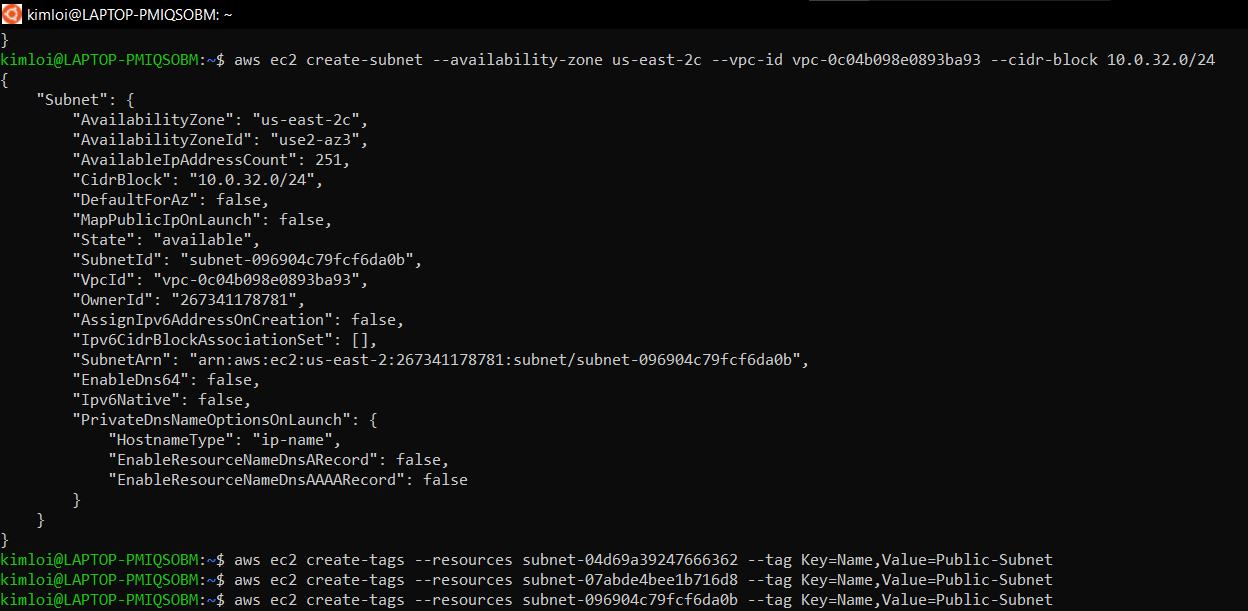 kimloi@LAPTOP-PMIQSOBM: ~
}
kimloi@LAPTOP-PMIQSOBM:~$ aws ec2 create-subnet --availability-zone us-east-2c --vpc-id vpc-0c04b098e0893ba93 --cidr-block 10.0.32.0/24
{
    "Subnet": {
        "AvailabilityZone": "us-east-2c",
        "AvailabilityZoneId": "use2-az3",
        "AvailableIpAddressCount": 251,
        "CidrBlock": "10.0.32.0/24",
        "DefaultForAz": false,
        "MapPublicIpOnLaunch": false,
        "State": "available",
        "SubnetId": "subnet-096904c79fcf6da0b",
        "VpcId": "vpc-0c04b098e0893ba93",
        "OwnerId": "267341178781",
        "AssignIpv6AddressOnCreation": false,
        "Ipv6CidrBlockAssociationSet": [],
        "SubnetArn": "arn:aws:ec2:us-east-2:267341178781:subnet/subnet-096904c79fcf6da0b",
        "EnableDns64": false,
        "Ipv6Native": false,
        "PrivateDnsNameOptionsOnLaunch": {
            "HostnameType": "ip-name",
            "EnableResourceNameDnsARecord": false,
            "EnableResourceNameDnsAAAARecord": false
        }
    }
}
kimloi@LAPTOP-PMIQSOBM:~$ aws ec2 create-tags --resources subnet-04d69a39247666362 --tag Key=Name,Value=Public-Subnet
kimloi@LAPTOP-PMIQSOBM:~$ aws ec2 create-tags --resources subnet-07abde4bee1b716d8 --tag Key=Name,Value=Public-Subnet
kimloi@LAPTOP-PMIQSOBM:~$ aws ec2 create-tags --resources subnet-096904c79fcf6da0b --tag Key=Name,Value=Public-Subnet